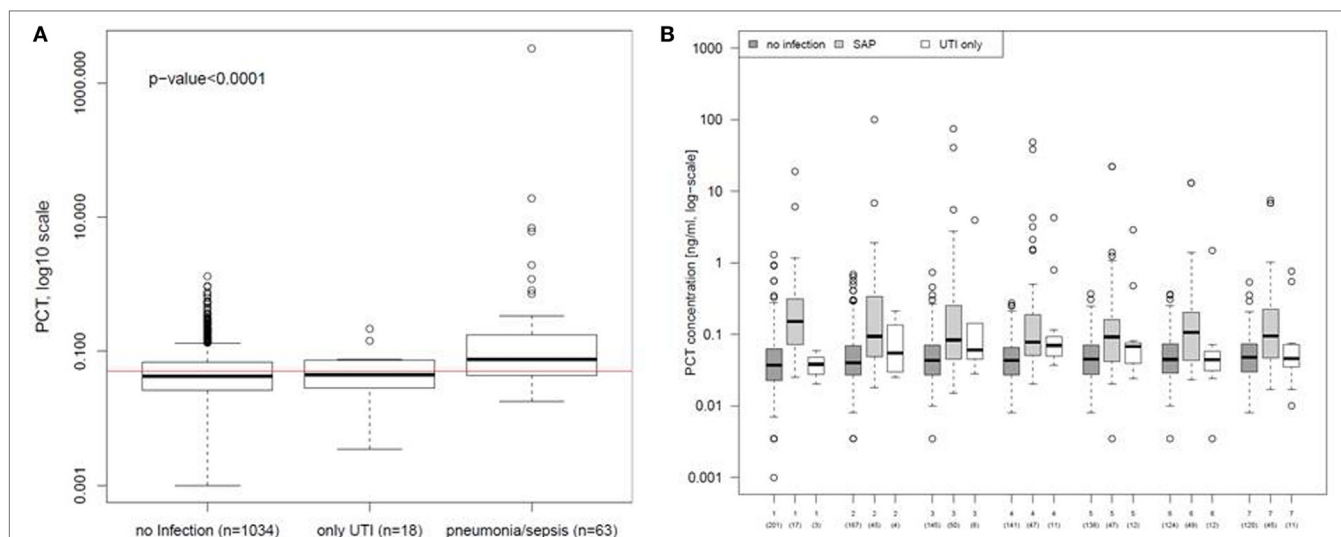 A
p-value<0.0001
PCT, log10 scale
1000.000
10.000
0.100
0.001
no Infection (n=1034) only UTI (n=18) pneumonia/sepsis (n=63)
B
no infection SAP UTI only
PCT concentration [ng/ml, log-scale]
1000
100
10
1
0.1
0.01
0.001
1 1 1 2 2 2 3 3 3 4 4 4 5 5 5 6 6 6 7 7 7
(201) (17) (3) (167) (45) (4) (145) (50) (8) (141) (47) (11) (136) (47) (12) (124) (49) (12) (120) (45) (11)